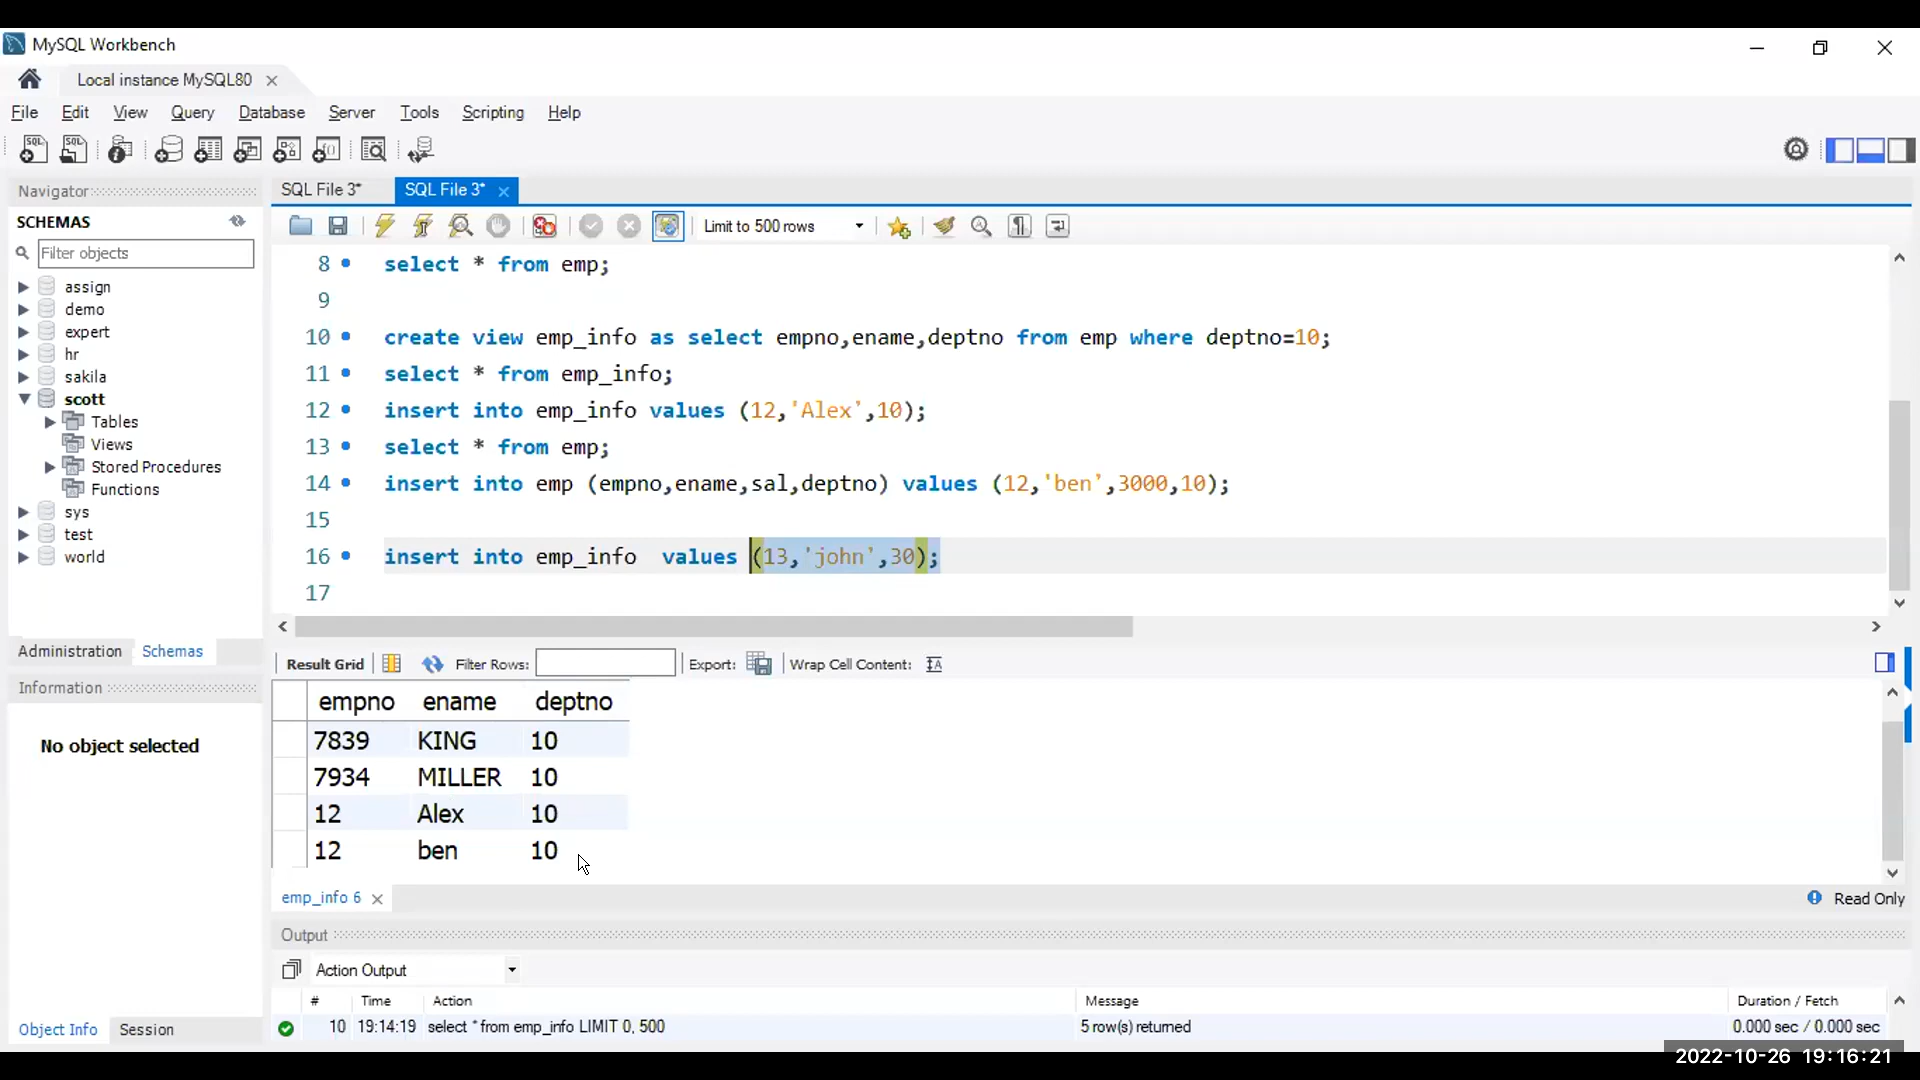 MySQL Workbench
Local instance MySQL80
File Edit View Query Database Server Tools Scripting Help
Navigator
SCHEMAS
Filter objects
assign
demo
expert
hr
sakila
scott
Tables
Views
Stored Procedures
Functions
sys
test
world
Administration Schemas
Information
No object selected
Object Info Session
SQL File 3* SQL File 3*
Limit to 500 rows
8 select * from emp;
9
10 create view emp_info as select empno,ename,deptno from emp where deptno=10;
11 select * from emp_info;
12 insert into emp_info values (12,'Alex',10);
13 select * from emp;
14 insert into emp (empno,ename,sal,deptno) values (12,'ben',3000,10);
15
16 insert into emp_info  values (13,'john',30);
17
Result Grid Filter Rows: Export: Wrap Cell Content:
empno ename deptno
7839 KING 10
7934 MILLER 10
12 Alex 10
12 ben 10
emp_info 6 Read Only
Output
Action Output
# Time Action Message Duration / Fetch
10 19:14:19 select * from emp_info LIMIT 0, 500 5 row(s) returned 0.000 sec / 0.000 sec
2022-10-26 19:16:21